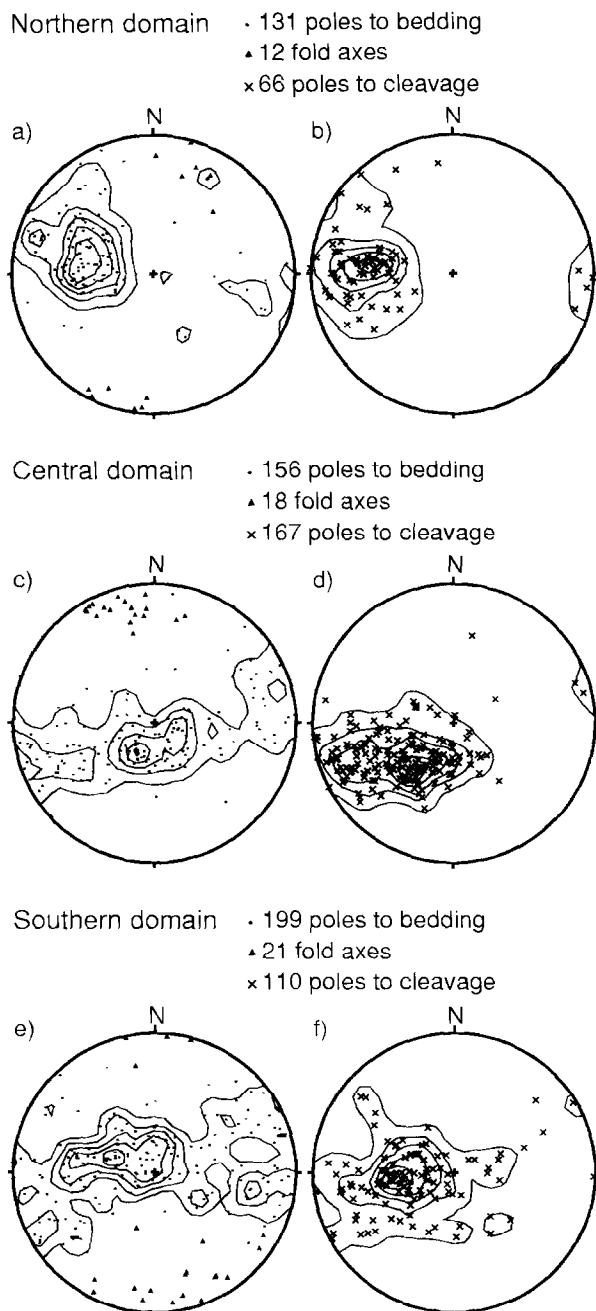 Northern domain · 131 poles to bedding
▲ 12 fold axes
× 66 poles to cleavage
a) N b) N
Central domain · 156 poles to bedding
▲ 18 fold axes
× 167 poles to cleavage
c) N d) N
Southern domain · 199 poles to bedding
▲ 21 fold axes
× 110 poles to cleavage
e) N f) N